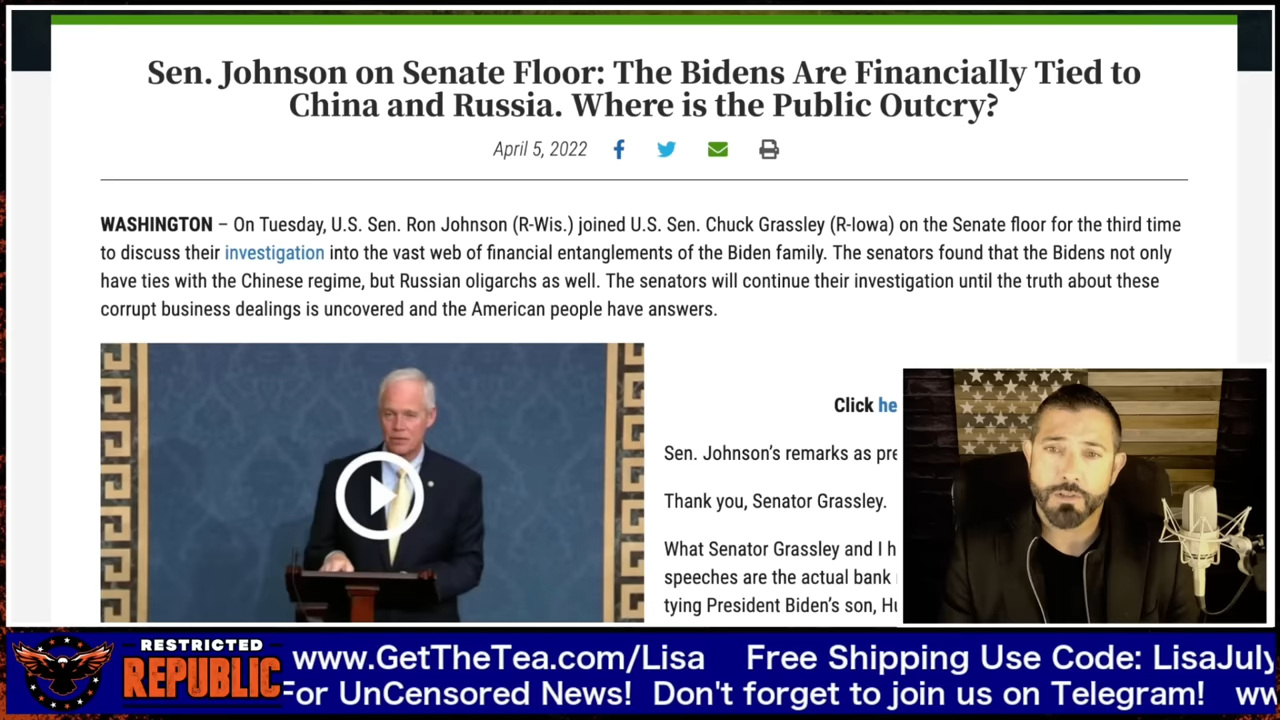 Sen. Johnson on Senate Floor: The Bidens Are Financially Tied to
China and Russia. Where is the Public Outcry?
April 5, 2022
WASHINGTON – On Tuesday, U.S. Sen. Ron Johnson (R-Wis.) joined U.S. Sen. Chuck Grassley (R-Iowa) on the Senate floor for the third time
to discuss their investigation into the vast web of financial entanglements of the Biden family. The senators found that the Bidens not only
have ties with the Chinese regime, but Russian oligarchs as well. The senators will continue their investigation until the truth about these
corrupt business dealings is uncovered and the American people have answers.
Click he
Sen. Johnson's remarks as pre
Thank you, Senator Grassley.
What Senator Grassley and I h
speeches are the actual bank
tying President Biden's son, Hu
RESTRICTED
REPUBLIC
www.GetTheTea.com/Lisa Free Shipping Use Code: LisaJuly
For UnCensored News! Don't forget to join us on Telegram! ww